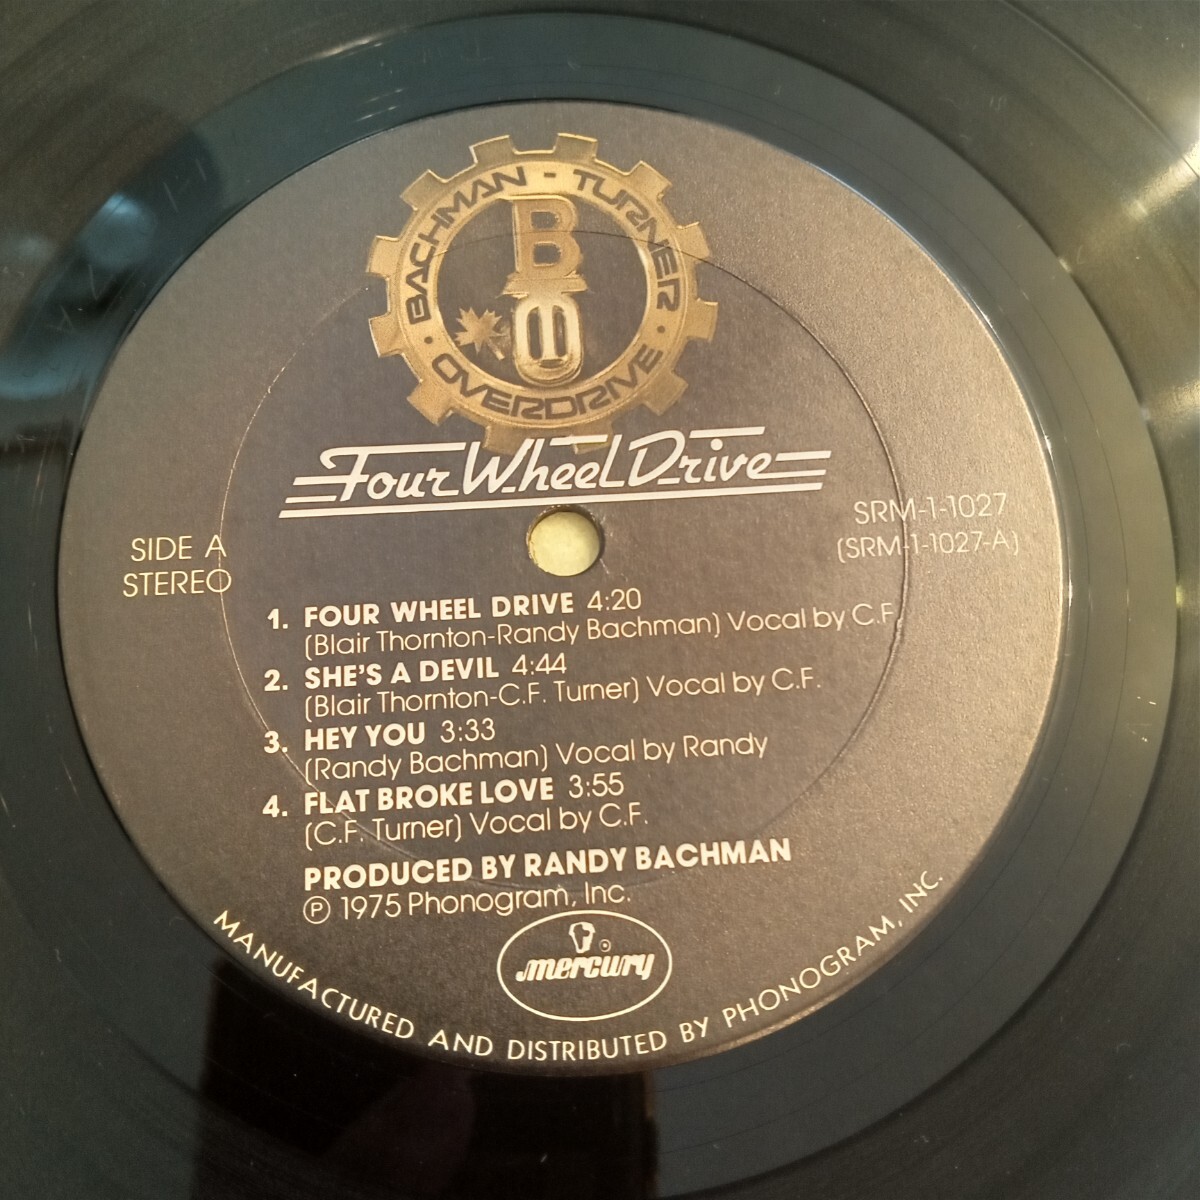 BACHMAN - TURNER
· OVERDRIVE ·
B
Four Wheel Drive
SRM-1-1027
(SRM-1-1027-A)
SIDE A
STEREO
1. FOUR WHEEL DRIVE 4:20
(Blair Thornton-Randy Bachman) Vocal by C.F.
2. SHE'S A DEVIL 4:44
(Blair Thornton-C.F. Turner) Vocal by C.F.
3. HEY YOU 3:33
(Randy Bachman) Vocal by Randy
4. FLAT BROKE LOVE 3:55
(C.F. Turner) Vocal by C.F.
PRODUCED BY RANDY BACHMAN
℗ 1975 Phonogram, Inc.
mercury ®
MANUFACTURED AND DISTRIBUTED BY PHONOGRAM, INC.